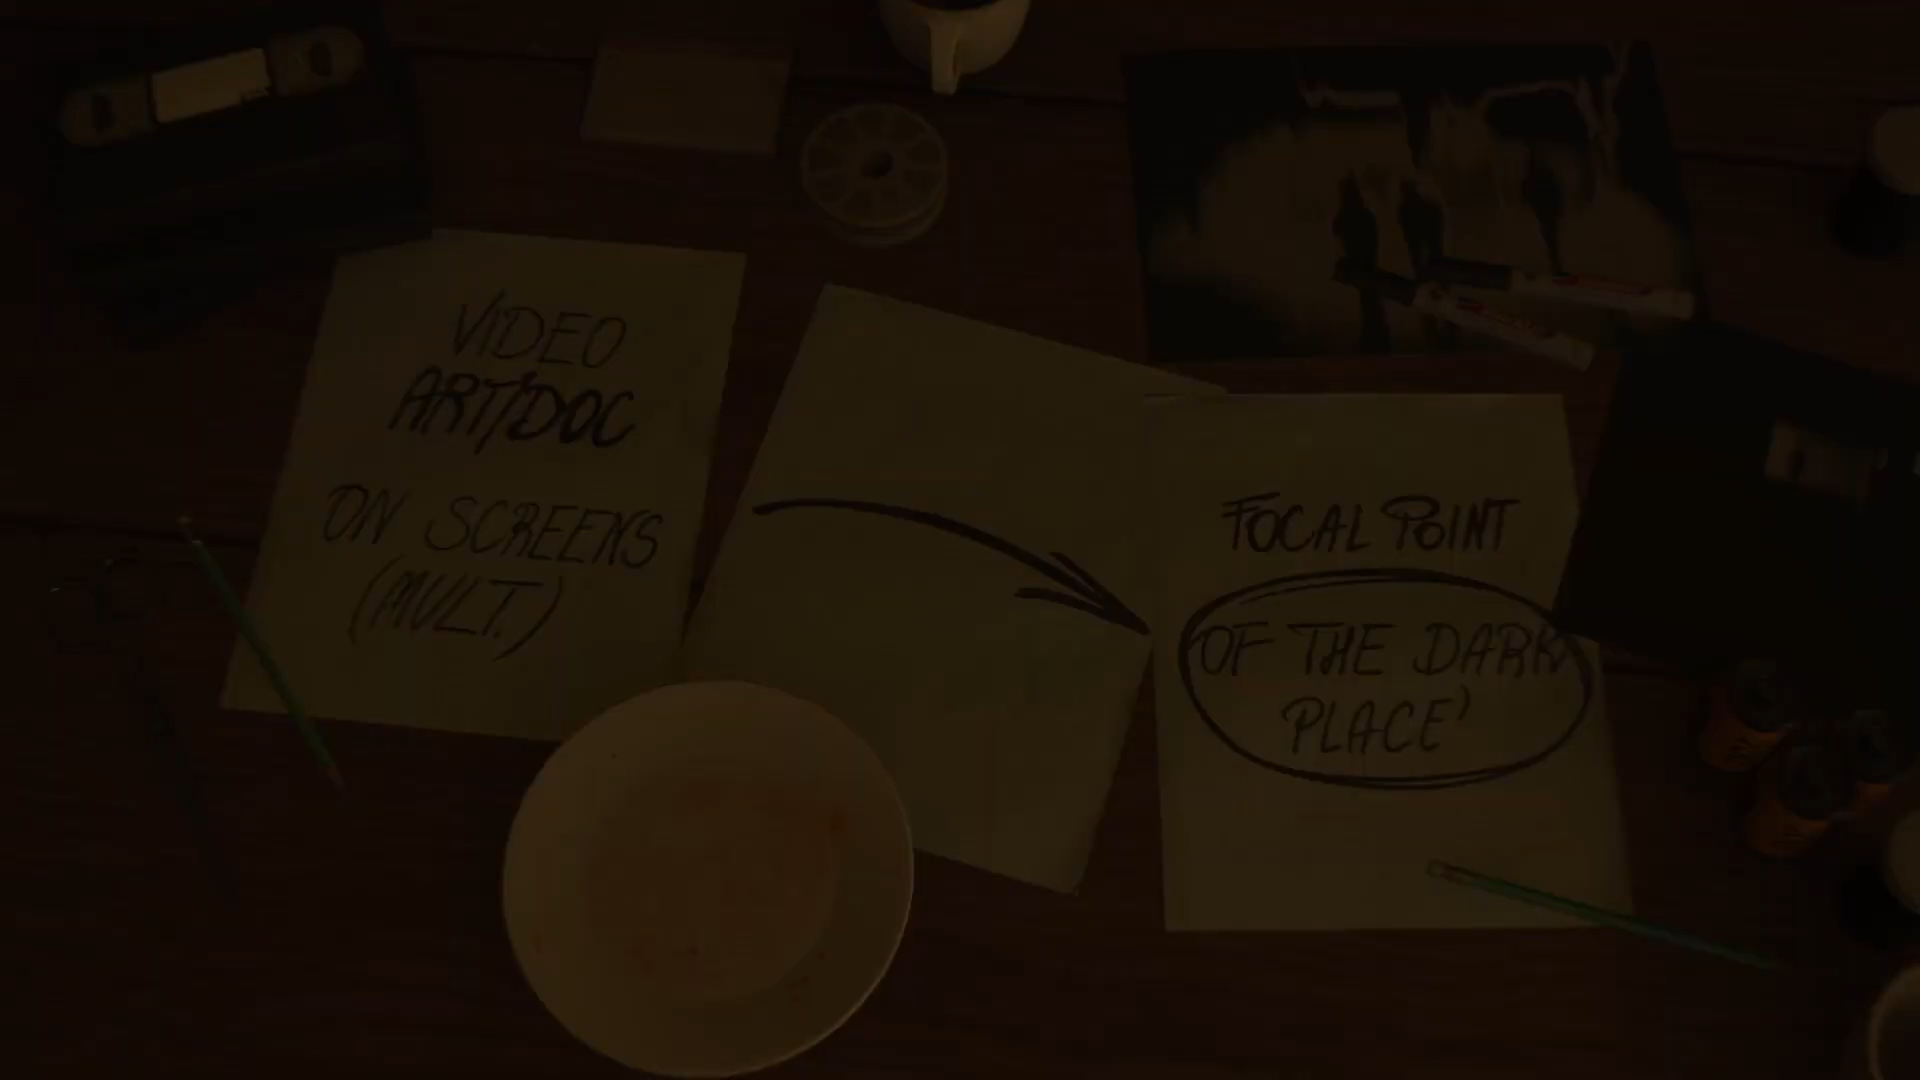 VIDEO
ART/DOC
ON SCREENS
(MULT.)
FOCAL POINT
OF THE DARK
PLACE'